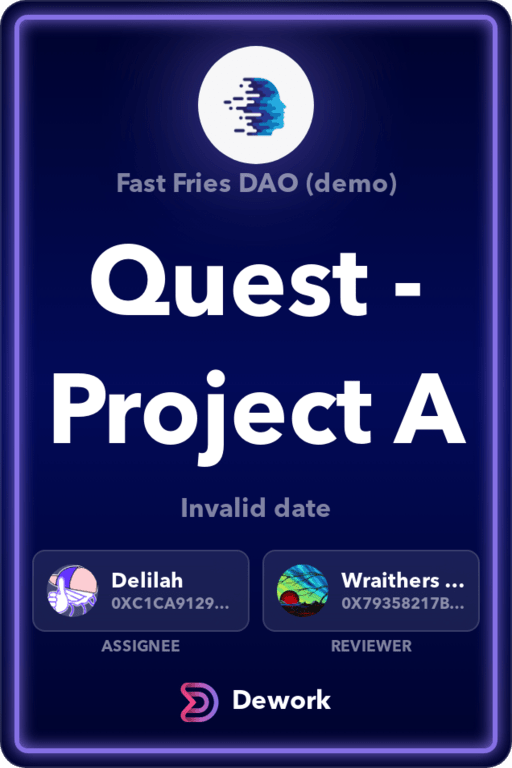 Fast Fries DAO (demo)
Quest -
Project A
Invalid date
Delilah
0XC1CA9129...
Wraithers ...
0X79358217B...
ASSIGNEE
REVIEWER
Dework